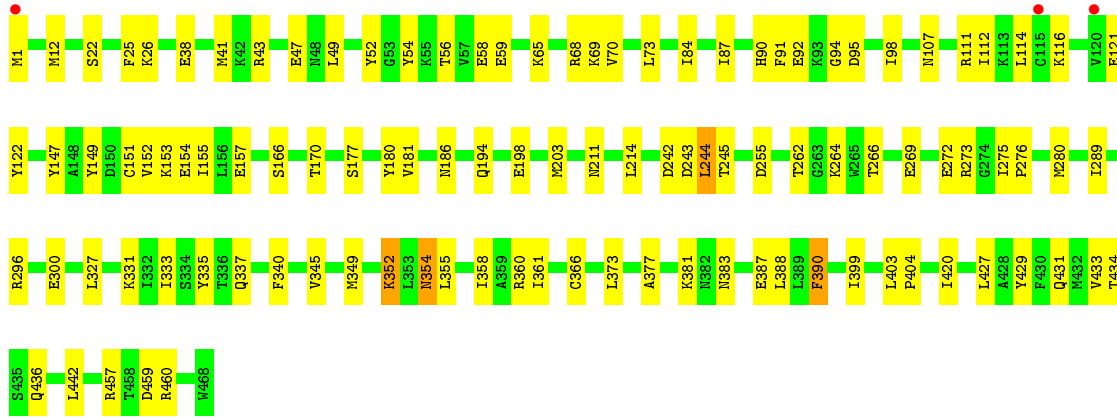 M1 M12 S22 F25 K26 E38 M41 K42 R43 E47 N48 L49 Y52 G53 Y54 K55 T56 V57 E58 E59 K65 R68 K69 V70 L73 I84 I87 H90 F91 E92 K93 G94 D95 I98 N107 R111 I112 K113 L114 C115 K116 V120 E121
Y122 Y147 A148 Y149 D150 C151 V152 K153 E154 I155 L156 E157 S166 T170 S177 Y180 V181 N186 Q194 E198 M203 N211 L214 D242 D243 L244 T245 D255 T262 G263 K264 W265 T266 E269 E272 R273 G274 I275 P276 M280 I289
R296 E300 L327 K331 I332 I333 S334 Y335 T336 Q337 F340 V345 M349 K352 L353 N354 L355 I358 A359 R360 I361 C366 L373 A377 K381 N382 N383 E387 L388 L389 F390 I399 L403 P404 I420 L427 A428 Y429 F430 Q431 M432 V433 T434
S435 Q436 L442 R457 T458 D459 R460 W468